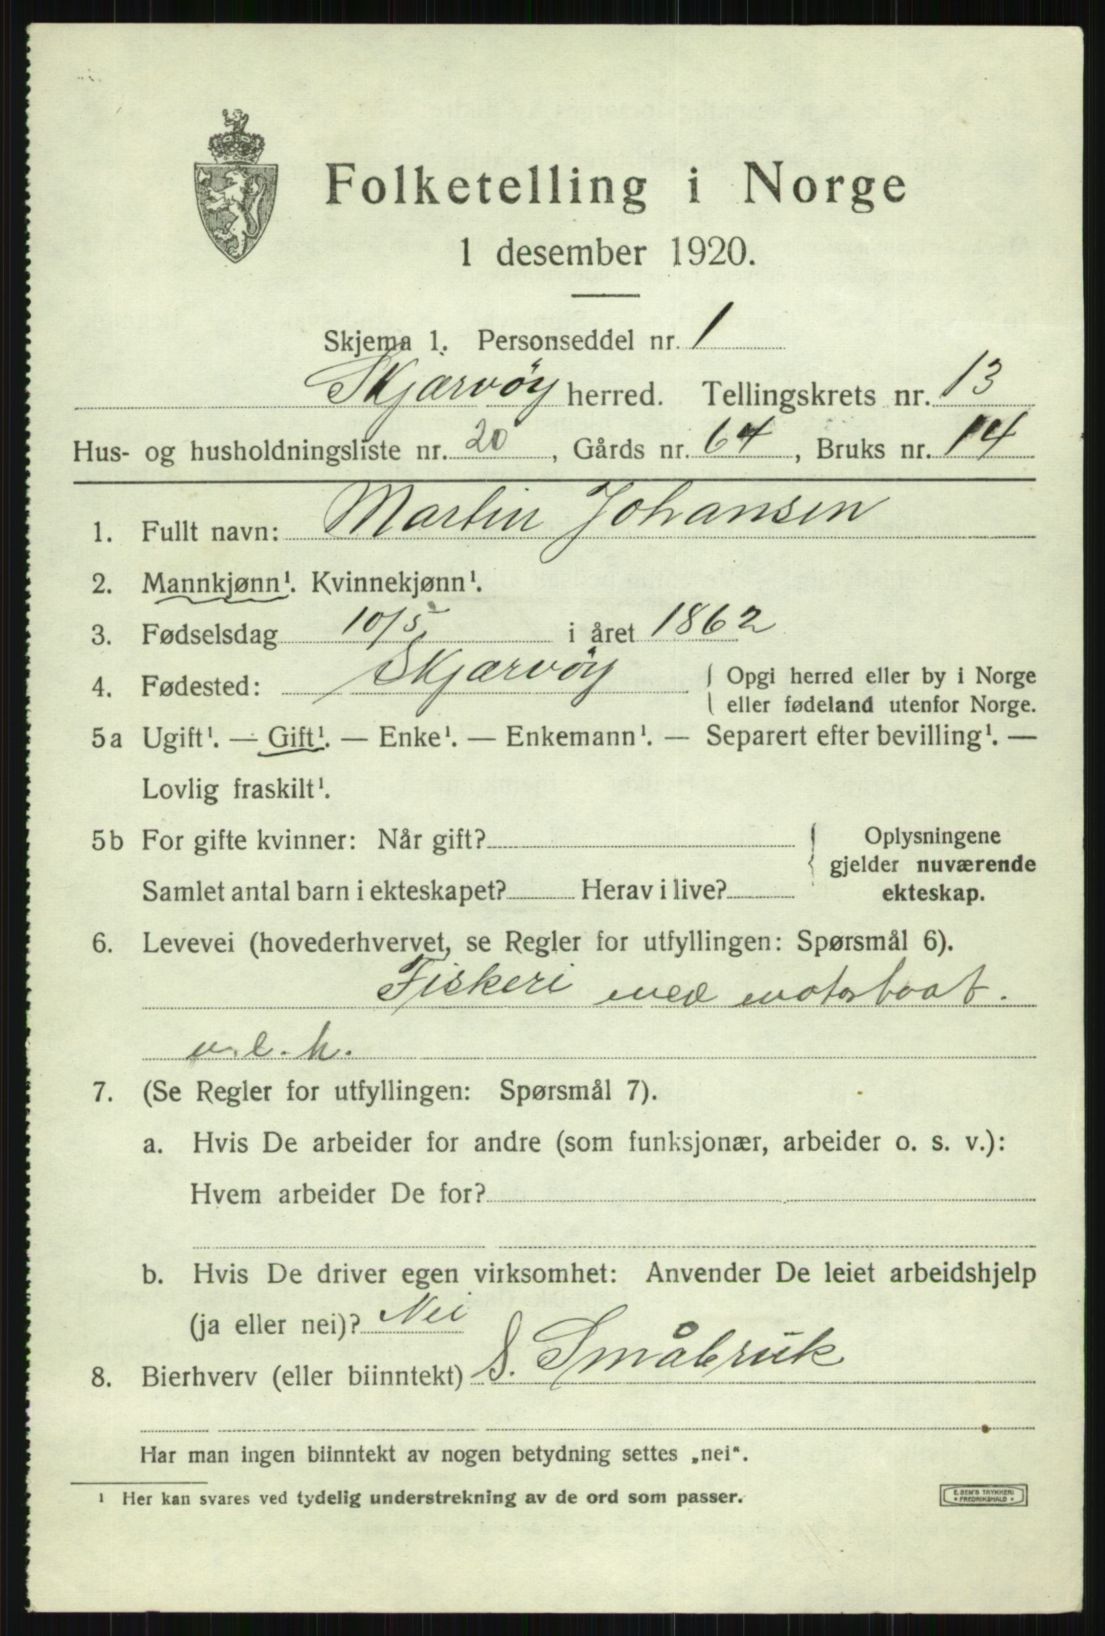 Folketelling i Norge
1 desember 1920.
Skjema 1. Personseddel nr. 1
Skjærvöy herred. Tellingskrets nr. 13
Hus- og husholdningsliste nr. 20, Gårds nr. 64, Bruks nr. 14
1. Fullt navn: Martin Johansen
2. Mannkjønn¹. Kvinnekjønn¹.
3. Fødselsdag 10/5 i året 1862
4. Fødested: Skjærvöy { Opgi herred eller by i Norge
eller fødeland utenfor Norge.
5a Ugift¹. — Gift¹. — Enke¹. — Enkemann¹. — Separert efter bevilling¹. —
Lovlig fraskilt¹.
5b For gifte kvinner: Når gift? { Oplysningene
gjelder nuværende
Samlet antal barn i ekteskapet? Herav i live? ekteskap.
6. Levevei (hovederhvervet, se Regler for utfyllingen: Spørsmål 6).
Fiskeri med motorbaat.
7. (Se Regler for utfyllingen: Spørsmål 7).
a. Hvis De arbeider for andre (som funksjonær, arbeider o. s. v.):
Hvem arbeider De for?
b. Hvis De driver egen virksomhet: Anvender De leiet arbeidshjelp
(ja eller nei)? Nei
8. Bierhverv (eller biinntekt) S. Småbruk
Har man ingen biinntekt av nogen betydning settes „nei“.
¹ Her kan svares ved tydelig understrekning av de ord som passer.
E. SEM'S TRYKKERI
• FREDRIKSHALD •